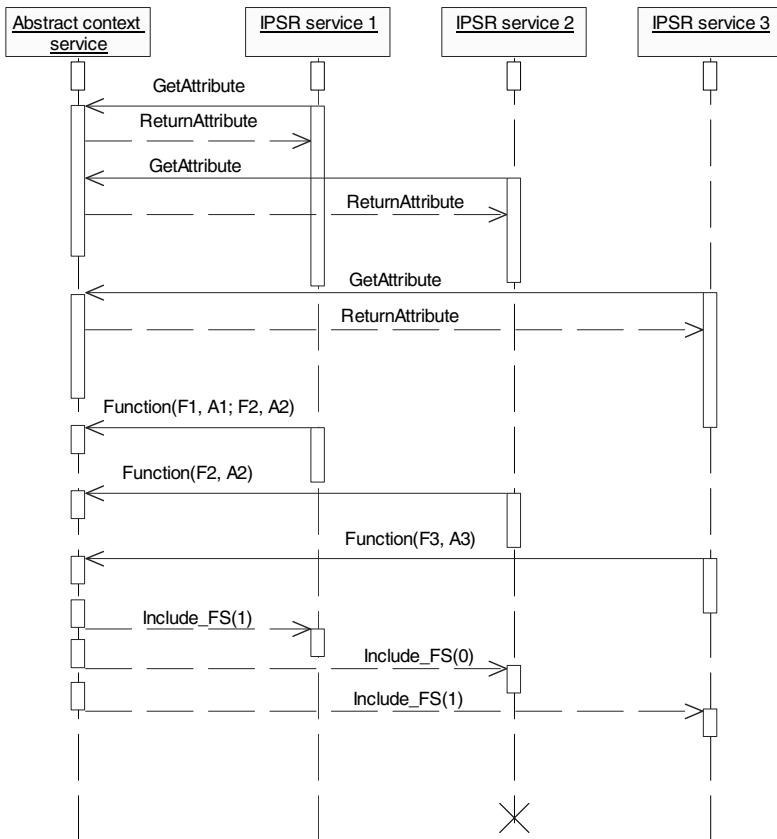 Abstract context
service
IPSR service 1
IPSR service 2
IPSR service 3
GetAttribute
ReturnAttribute
GetAttribute
ReturnAttribute
GetAttribute
ReturnAttribute
Function(F1, A1; F2, A2)
Function(F2, A2)
Function(F3, A3)
Include_FS(1)
Include_FS(0)
Include_FS(1)